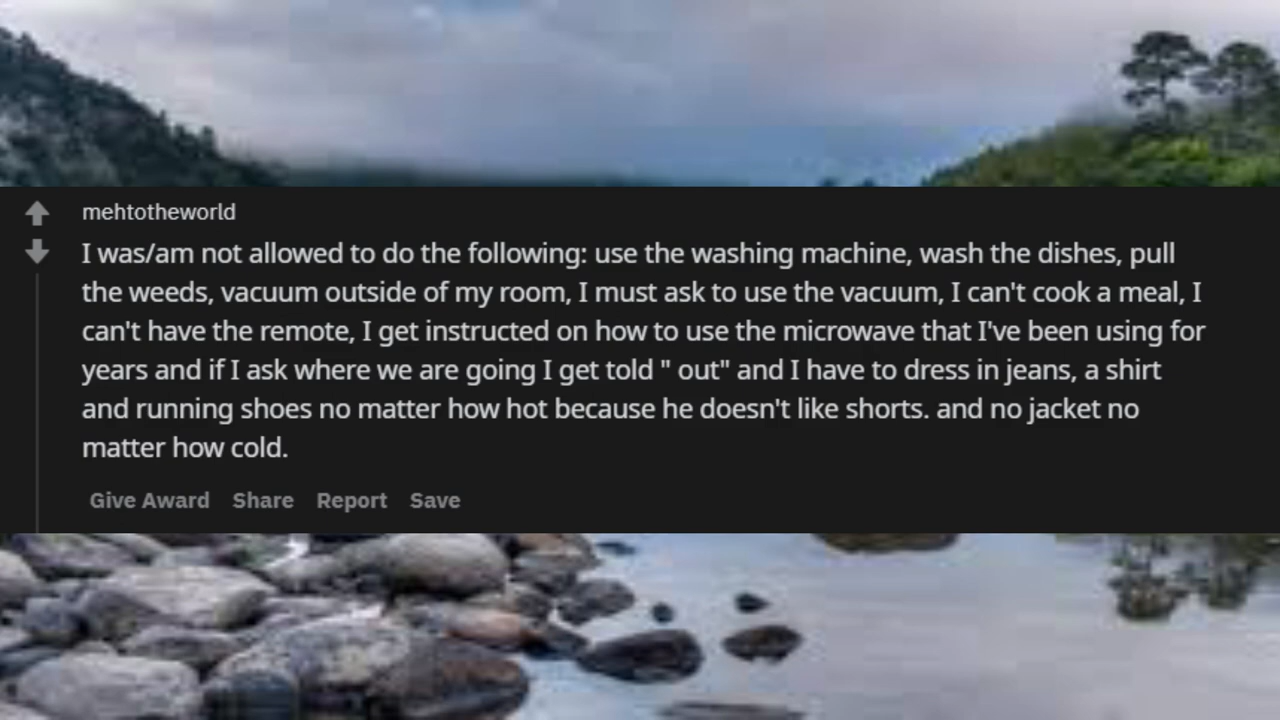 mehtotheworld
I was/am not allowed to do the following: use the washing machine, wash the dishes, pull
the weeds, vacuum outside of my room, I must ask to use the vacuum, I can't cook a meal, I
can't have the remote, I get instructed on how to use the microwave that I've been using for
years and if I ask where we are going I get told " out" and I have to dress in jeans, a shirt
and running shoes no matter how hot because he doesn't like shorts. and no jacket no
matter how cold.
Give Award Share Report Save